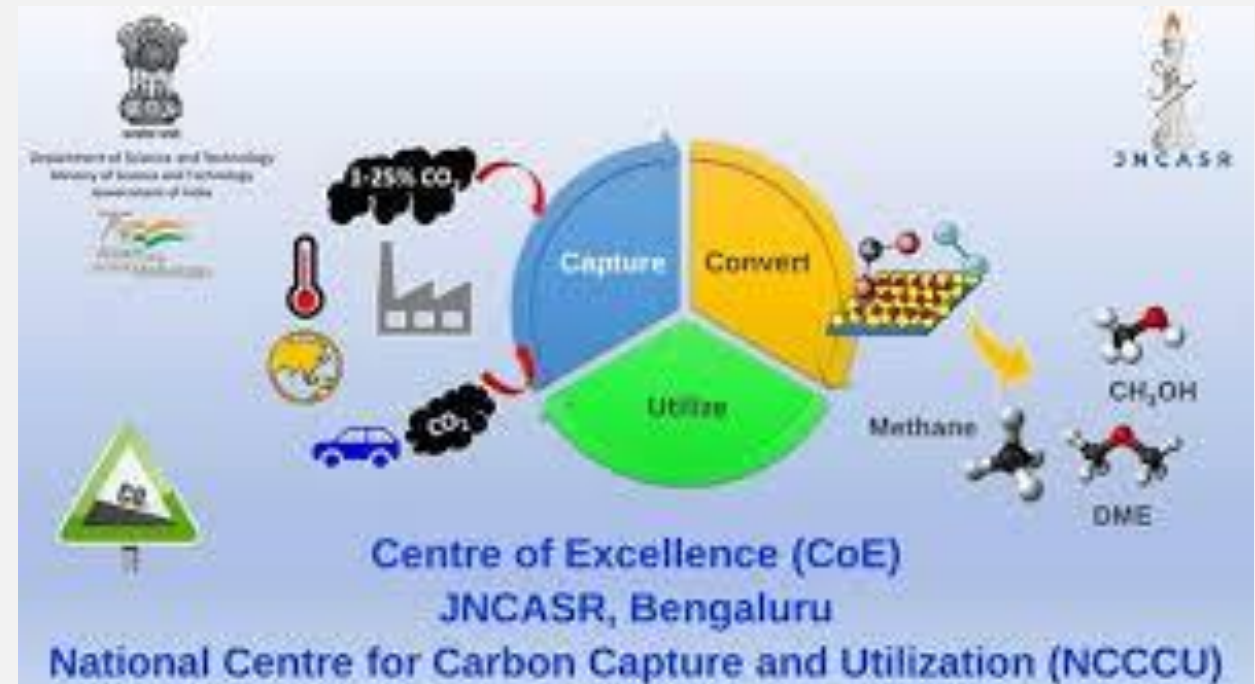 Department of Science and Technology
Ministry of Science and Technology
Government of India
JNCASR
1-25% CO₂
Capture
Convert
Utilize
CO₂
CH₃OH
Methane
DME
CO
Centre of Excellence (CoE)
JNCASR, Bengaluru
National Centre for Carbon Capture and Utilization (NCCCU)